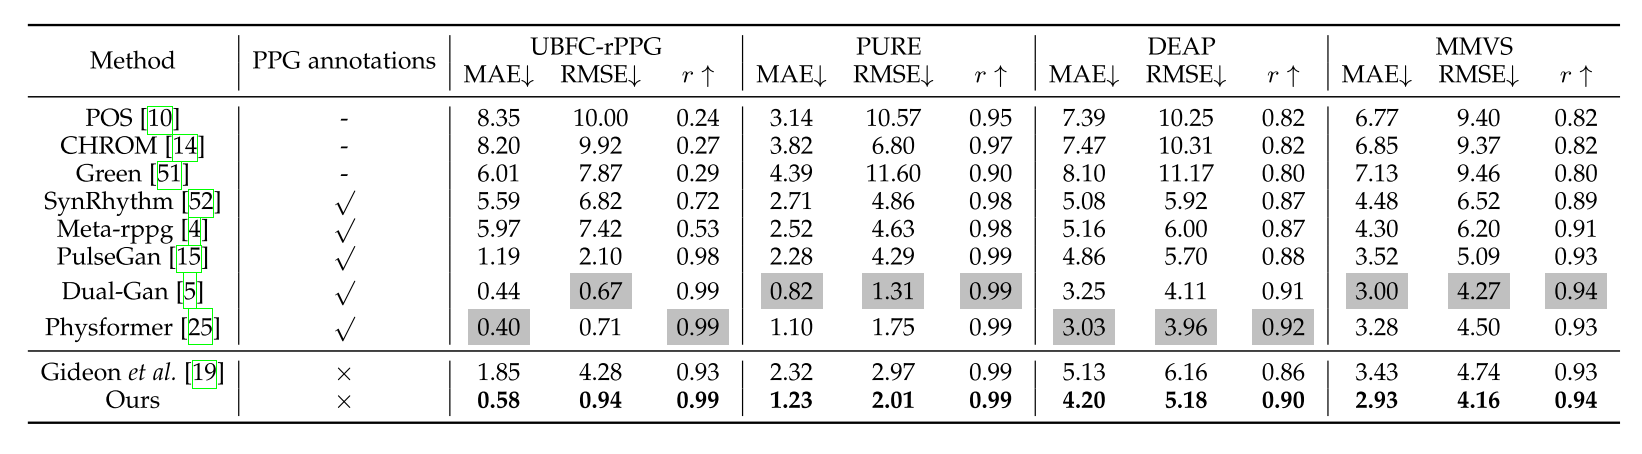 Method PPG annotations UBFC-rPPG PURE DEAP MMVS
MAE↓ RMSE↓ r ↑ MAE↓ RMSE↓ r ↑ MAE↓ RMSE↓ r ↑ MAE↓ RMSE↓ r ↑
POS [10] - 8.35 10.00 0.24 3.14 10.57 0.95 7.39 10.25 0.82 6.77 9.40 0.82
CHROM [14] - 8.20 9.92 0.27 3.82 6.80 0.97 7.47 10.31 0.82 6.85 9.37 0.82
Green [51] - 6.01 7.87 0.29 4.39 11.60 0.90 8.10 11.17 0.80 7.13 9.46 0.80
SynRhythm [52] √ 5.59 6.82 0.72 2.71 4.86 0.98 5.08 5.92 0.87 4.48 6.52 0.89
Meta-rppg [4] √ 5.97 7.42 0.53 2.52 4.63 0.98 5.16 6.00 0.87 4.30 6.20 0.91
PulseGan [15] √ 1.19 2.10 0.98 2.28 4.29 0.99 4.86 5.70 0.88 3.52 5.09 0.93
Dual-Gan [5] √ 0.44 0.67 0.99 0.82 1.31 0.99 3.25 4.11 0.91 3.00 4.27 0.94
Physformer [25] √ 0.40 0.71 0.99 1.10 1.75 0.99 3.03 3.96 0.92 3.28 4.50 0.93
Gideon et al. [19] × 1.85 4.28 0.93 2.32 2.97 0.99 5.13 6.16 0.86 3.43 4.74 0.93
Ours × 0.58 0.94 0.99 1.23 2.01 0.99 4.20 5.18 0.90 2.93 4.16 0.94